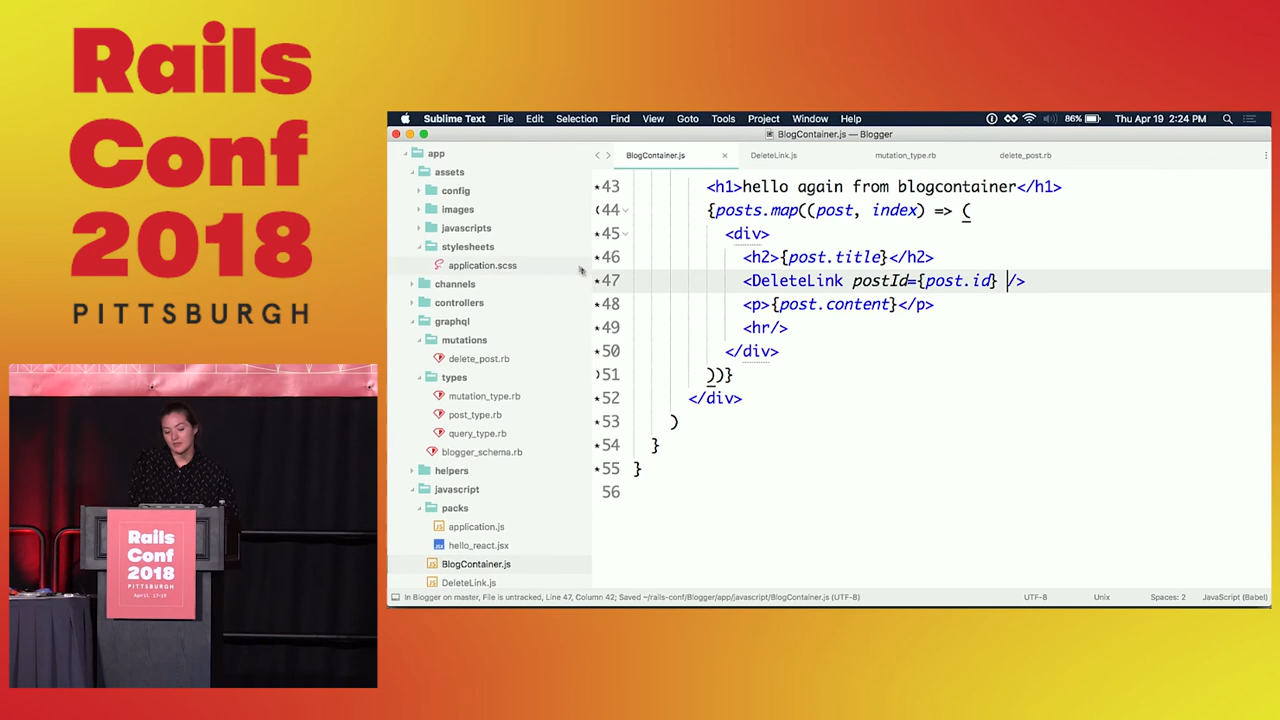 Rails
Conf
2018
PITTSBURGH
Sublime Text File Edit Selection Find View Goto Tools Project Window Help 86% Thu Apr 19 2:24 PM
BlogContainer.js — Blogger
app
assets
config
images
javascripts
stylesheets
application.scss
channels
controllers
graphql
mutations
delete_post.rb
types
mutation_type.rb
post_type.rb
query_type.rb
blogger_schema.rb
helpers
javascript
packs
application.js
hello_react.jsx
BlogContainer.js
DeleteLink.js
BlogContainer.js × DeleteLink.js mutation_type.rb delete_post.rb
43 <h1>hello again from blogcontainer</h1>
44 {posts.map((post, index) => (
45 <div>
46 <h2>{post.title}</h2>
47 <DeleteLink postId={post.id} />
48 <p>{post.content}</p>
49 <hr/>
50 </div>
51 ))}
52 </div>
53 )
54 }
55 }
56
In Blogger on master, File is untracked, Line 47, Column 42; Saved ~/rails-conf/Blogger/app/javascript/BlogContainer.js (UTF-8) UTF-8 Unix Spaces: 2 JavaScript (Babel)
Rails
Conf
2018
PITTSBURGH